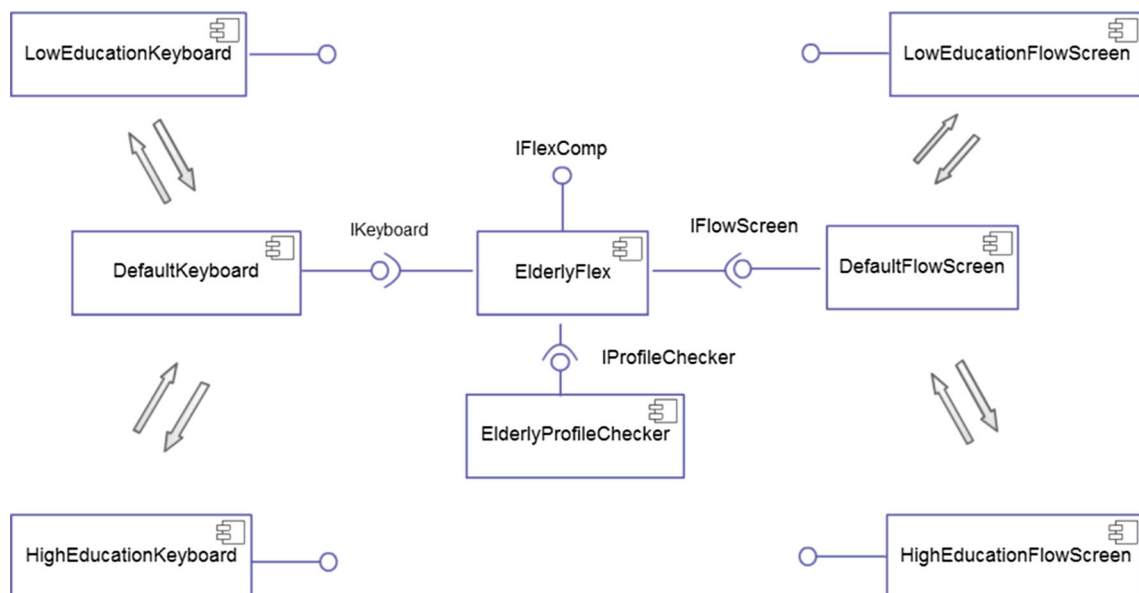 LowEducationKeyboard
LowEducationFlowScreen
IFlexComp
IKeyboard
IFlowScreen
DefaultKeyboard
ElderlyFlex
DefaultFlowScreen
IProfileChecker
ElderlyProfileChecker
HighEducationKeyboard
HighEducationFlowScreen